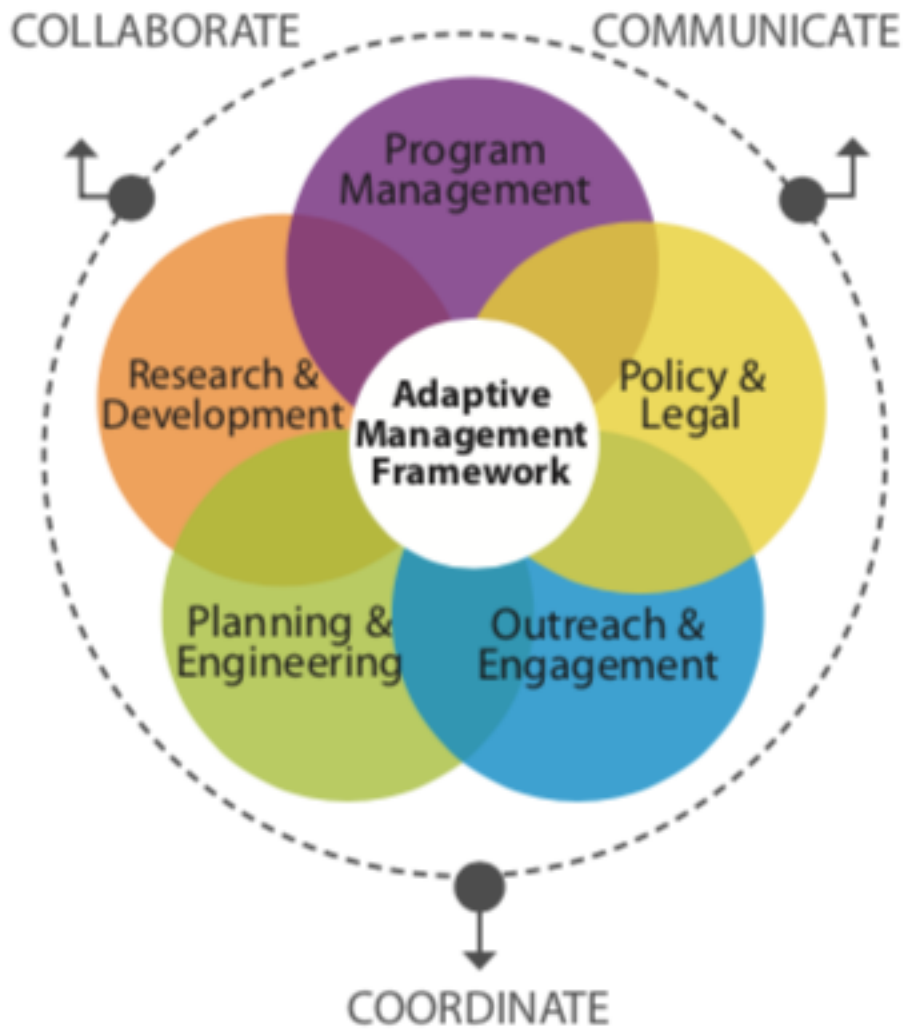 COLLABORATE
COMMUNICATE
Program
Management
Research &
Development
Adaptive
Management
Framework
Policy &
Legal
Planning &
Engineering
Outreach &
Engagement
COORDINATE